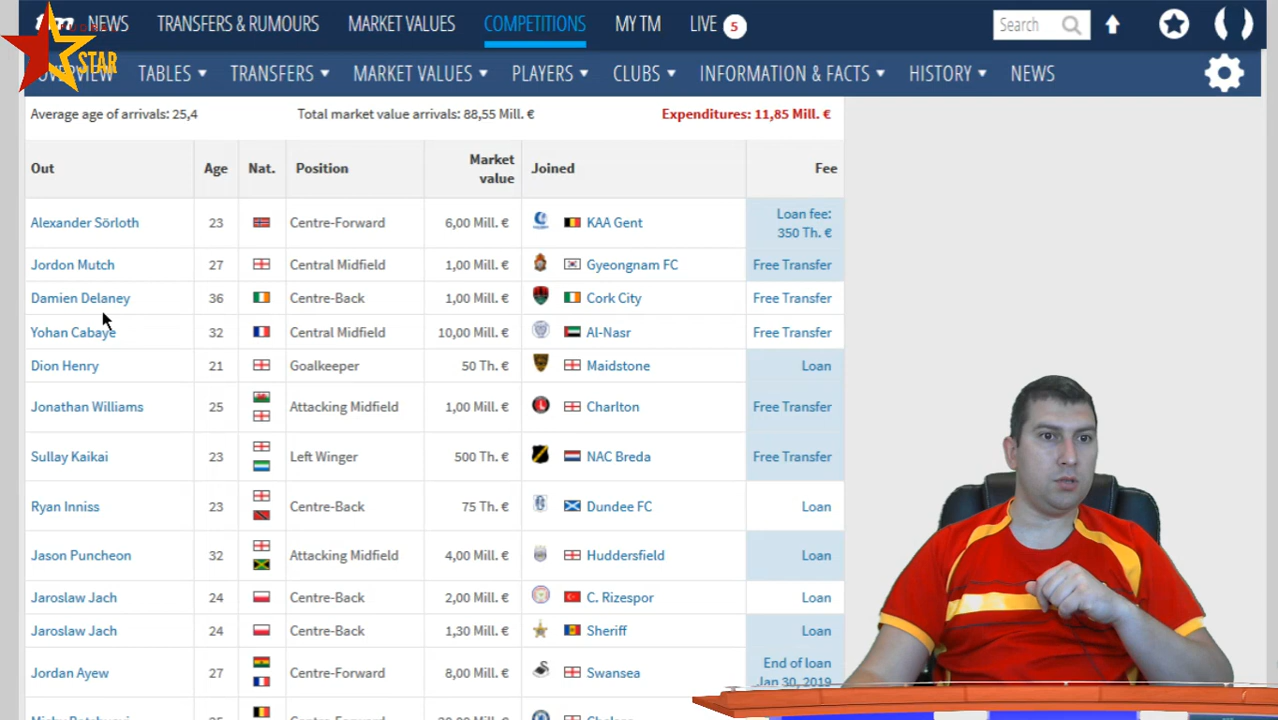 tm NEWS TRANSFERS & RUMOURS MARKET VALUES COMPETITIONS MY TM LIVE 5 Search
STAR
OVERVIEW TABLES TRANSFERS MARKET VALUES PLAYERS CLUBS INFORMATION & FACTS HISTORY NEWS
Average age of arrivals: 25,4 Total market value arrivals: 88,55 Mill. € Expenditures: 11,85 Mill. €
Out Age Nat. Position Market value Joined Fee
Alexander Sörloth 23 Centre-Forward 6,00 Mill. € KAA Gent Loan fee: 350 Th. €
Jordon Mutch 27 Central Midfield 1,00 Mill. € Gyeongnam FC Free Transfer
Damien Delaney 36 Centre-Back 1,00 Mill. € Cork City Free Transfer
Yohan Cabaye 32 Central Midfield 10,00 Mill. € Al-Nasr Free Transfer
Dion Henry 21 Goalkeeper 50 Th. € Maidstone Loan
Jonathan Williams 25 Attacking Midfield 1,00 Mill. € Charlton Free Transfer
Sullay Kaikai 23 Left Winger 500 Th. € NAC Breda Free Transfer
Ryan Inniss 23 Centre-Back 75 Th. € Dundee FC Loan
Jason Puncheon 32 Attacking Midfield 4,00 Mill. € Huddersfield Loan
Jaroslaw Jach 24 Centre-Back 2,00 Mill. € C. Rizespor Loan
Jaroslaw Jach 24 Centre-Back 1,30 Mill. € Sheriff Loan
Jordan Ayew 27 Centre-Forward 8,00 Mill. € Swansea End of loan Jan 30, 2019